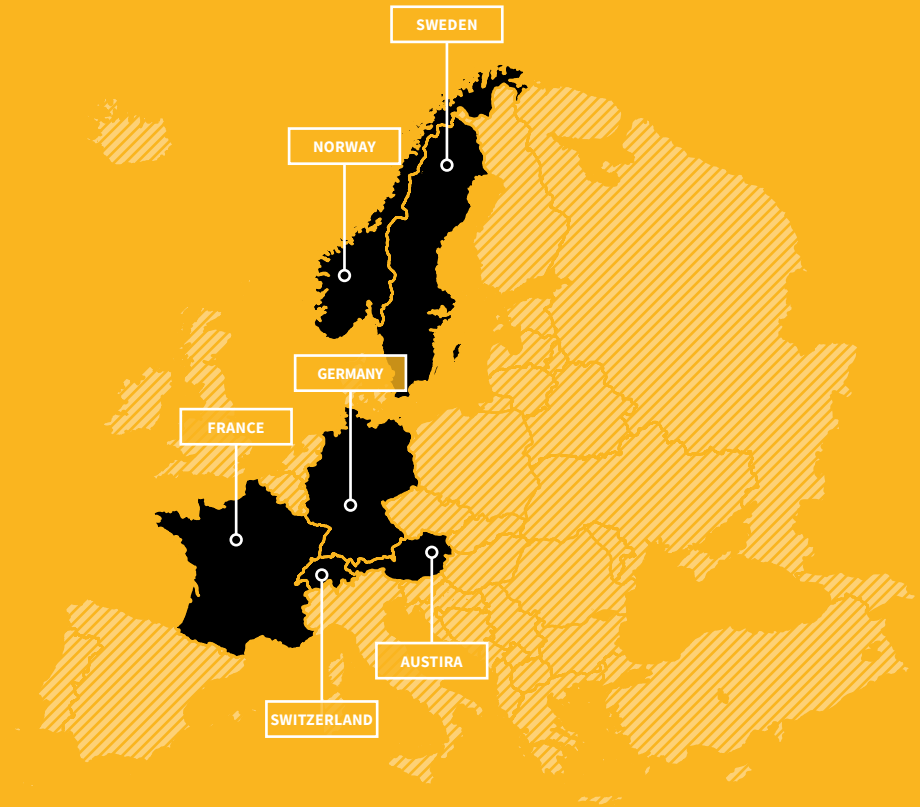 SWEDEN
NORWAY
GERMANY
FRANCE
AUSTIRA
SWITZERLAND